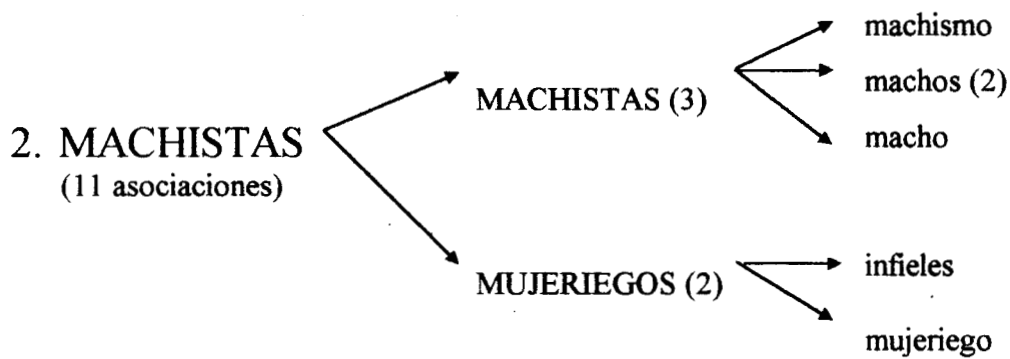 machismo
MACHISTAS (3)
machos (2)
macho
2. MACHISTAS
(11 asociaciones)
MUJERIEGOS (2)
infieles
mujeriego